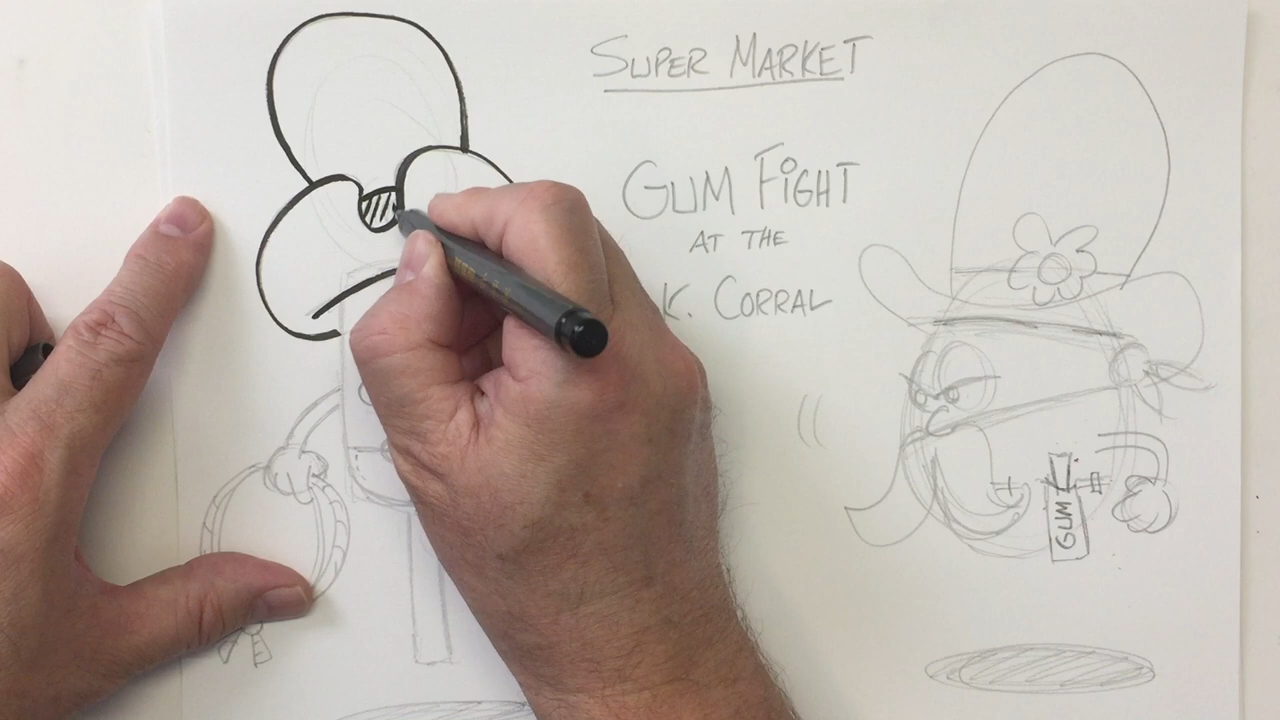 SUPER MARKET
GUM FIGHT
AT THE
K. CORRAL
GUM